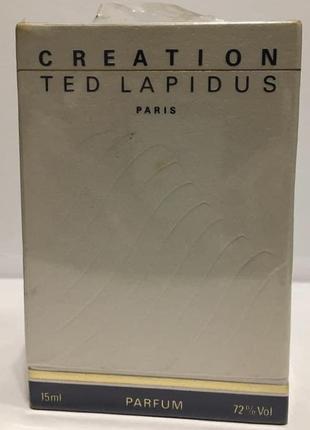 CREATION
TED LAPIDUS
PARIS
15ml PARFUM 72% Vol